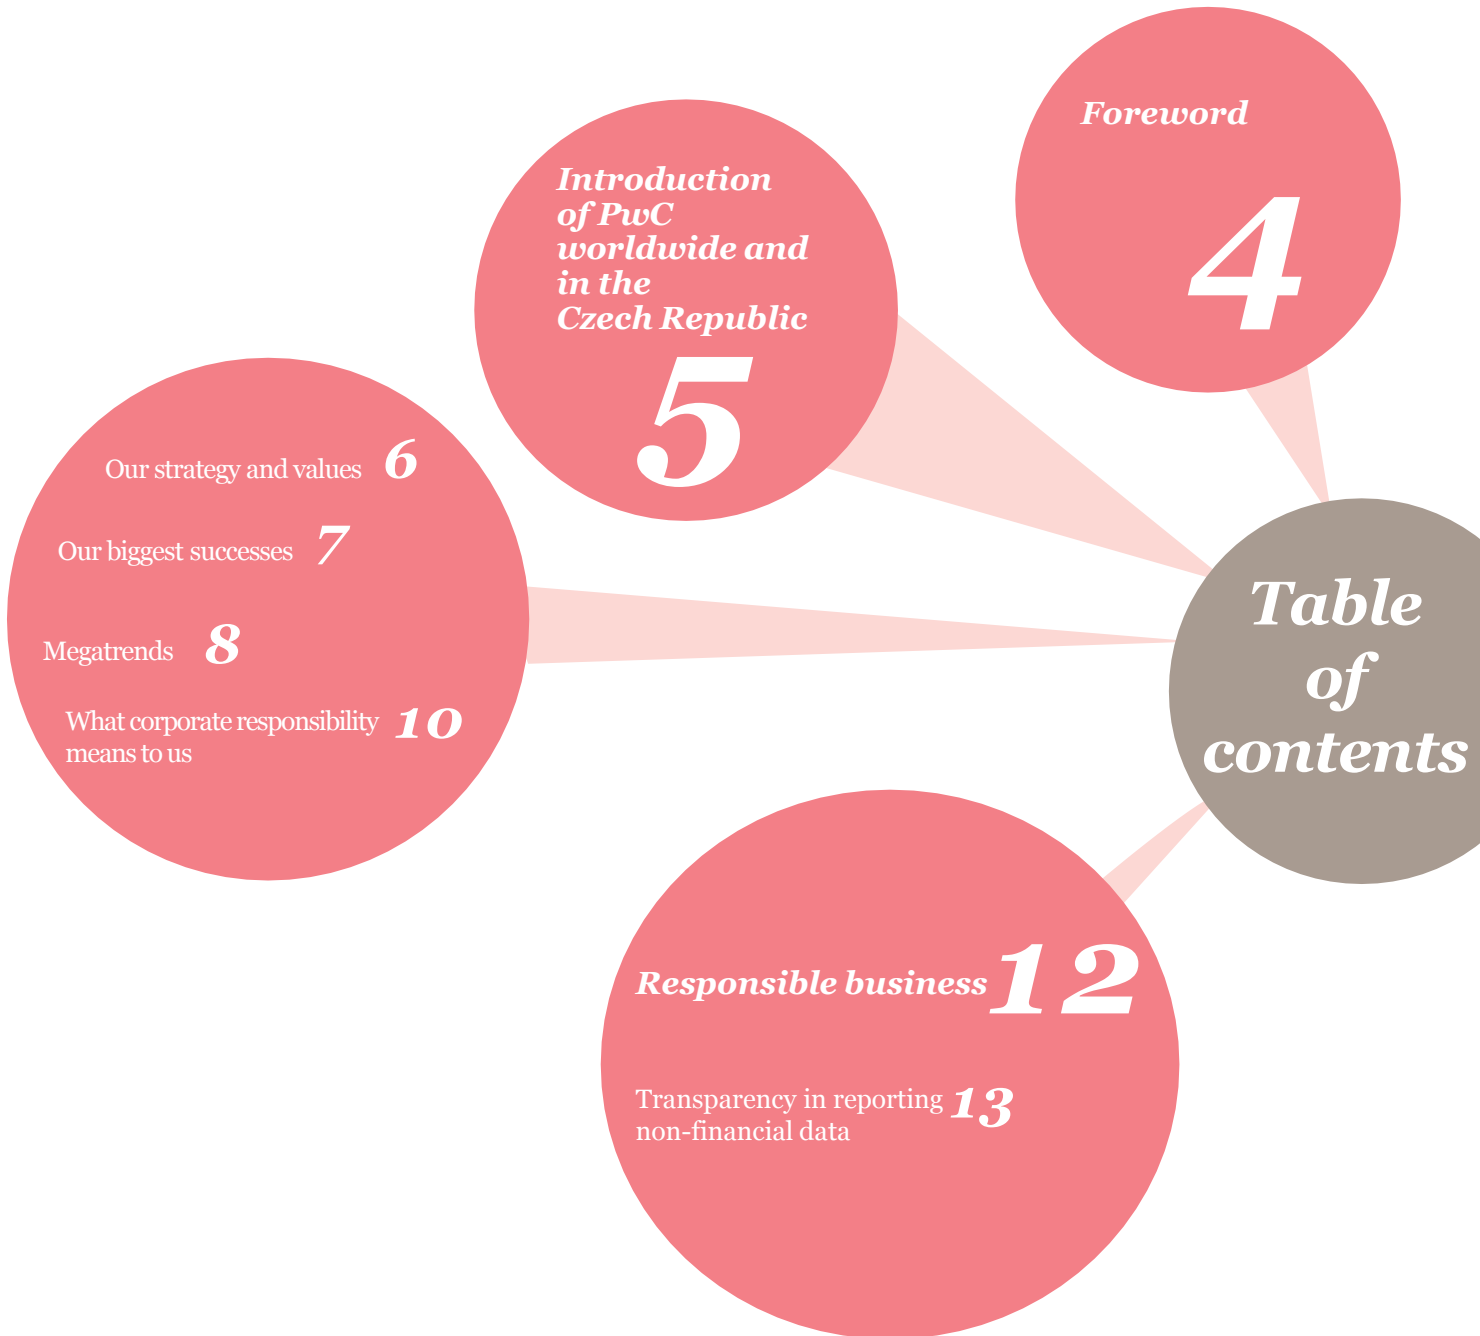 Foreword
4
Introduction
of PwC
worldwide and
in the
Czech Republic
5
Our strategy and values 6
Our biggest successes 7
Megatrends 8
What corporate responsibility 10
means to us
Table
of
contents
Responsible business 12
Transparency in reporting 13
non-financial data